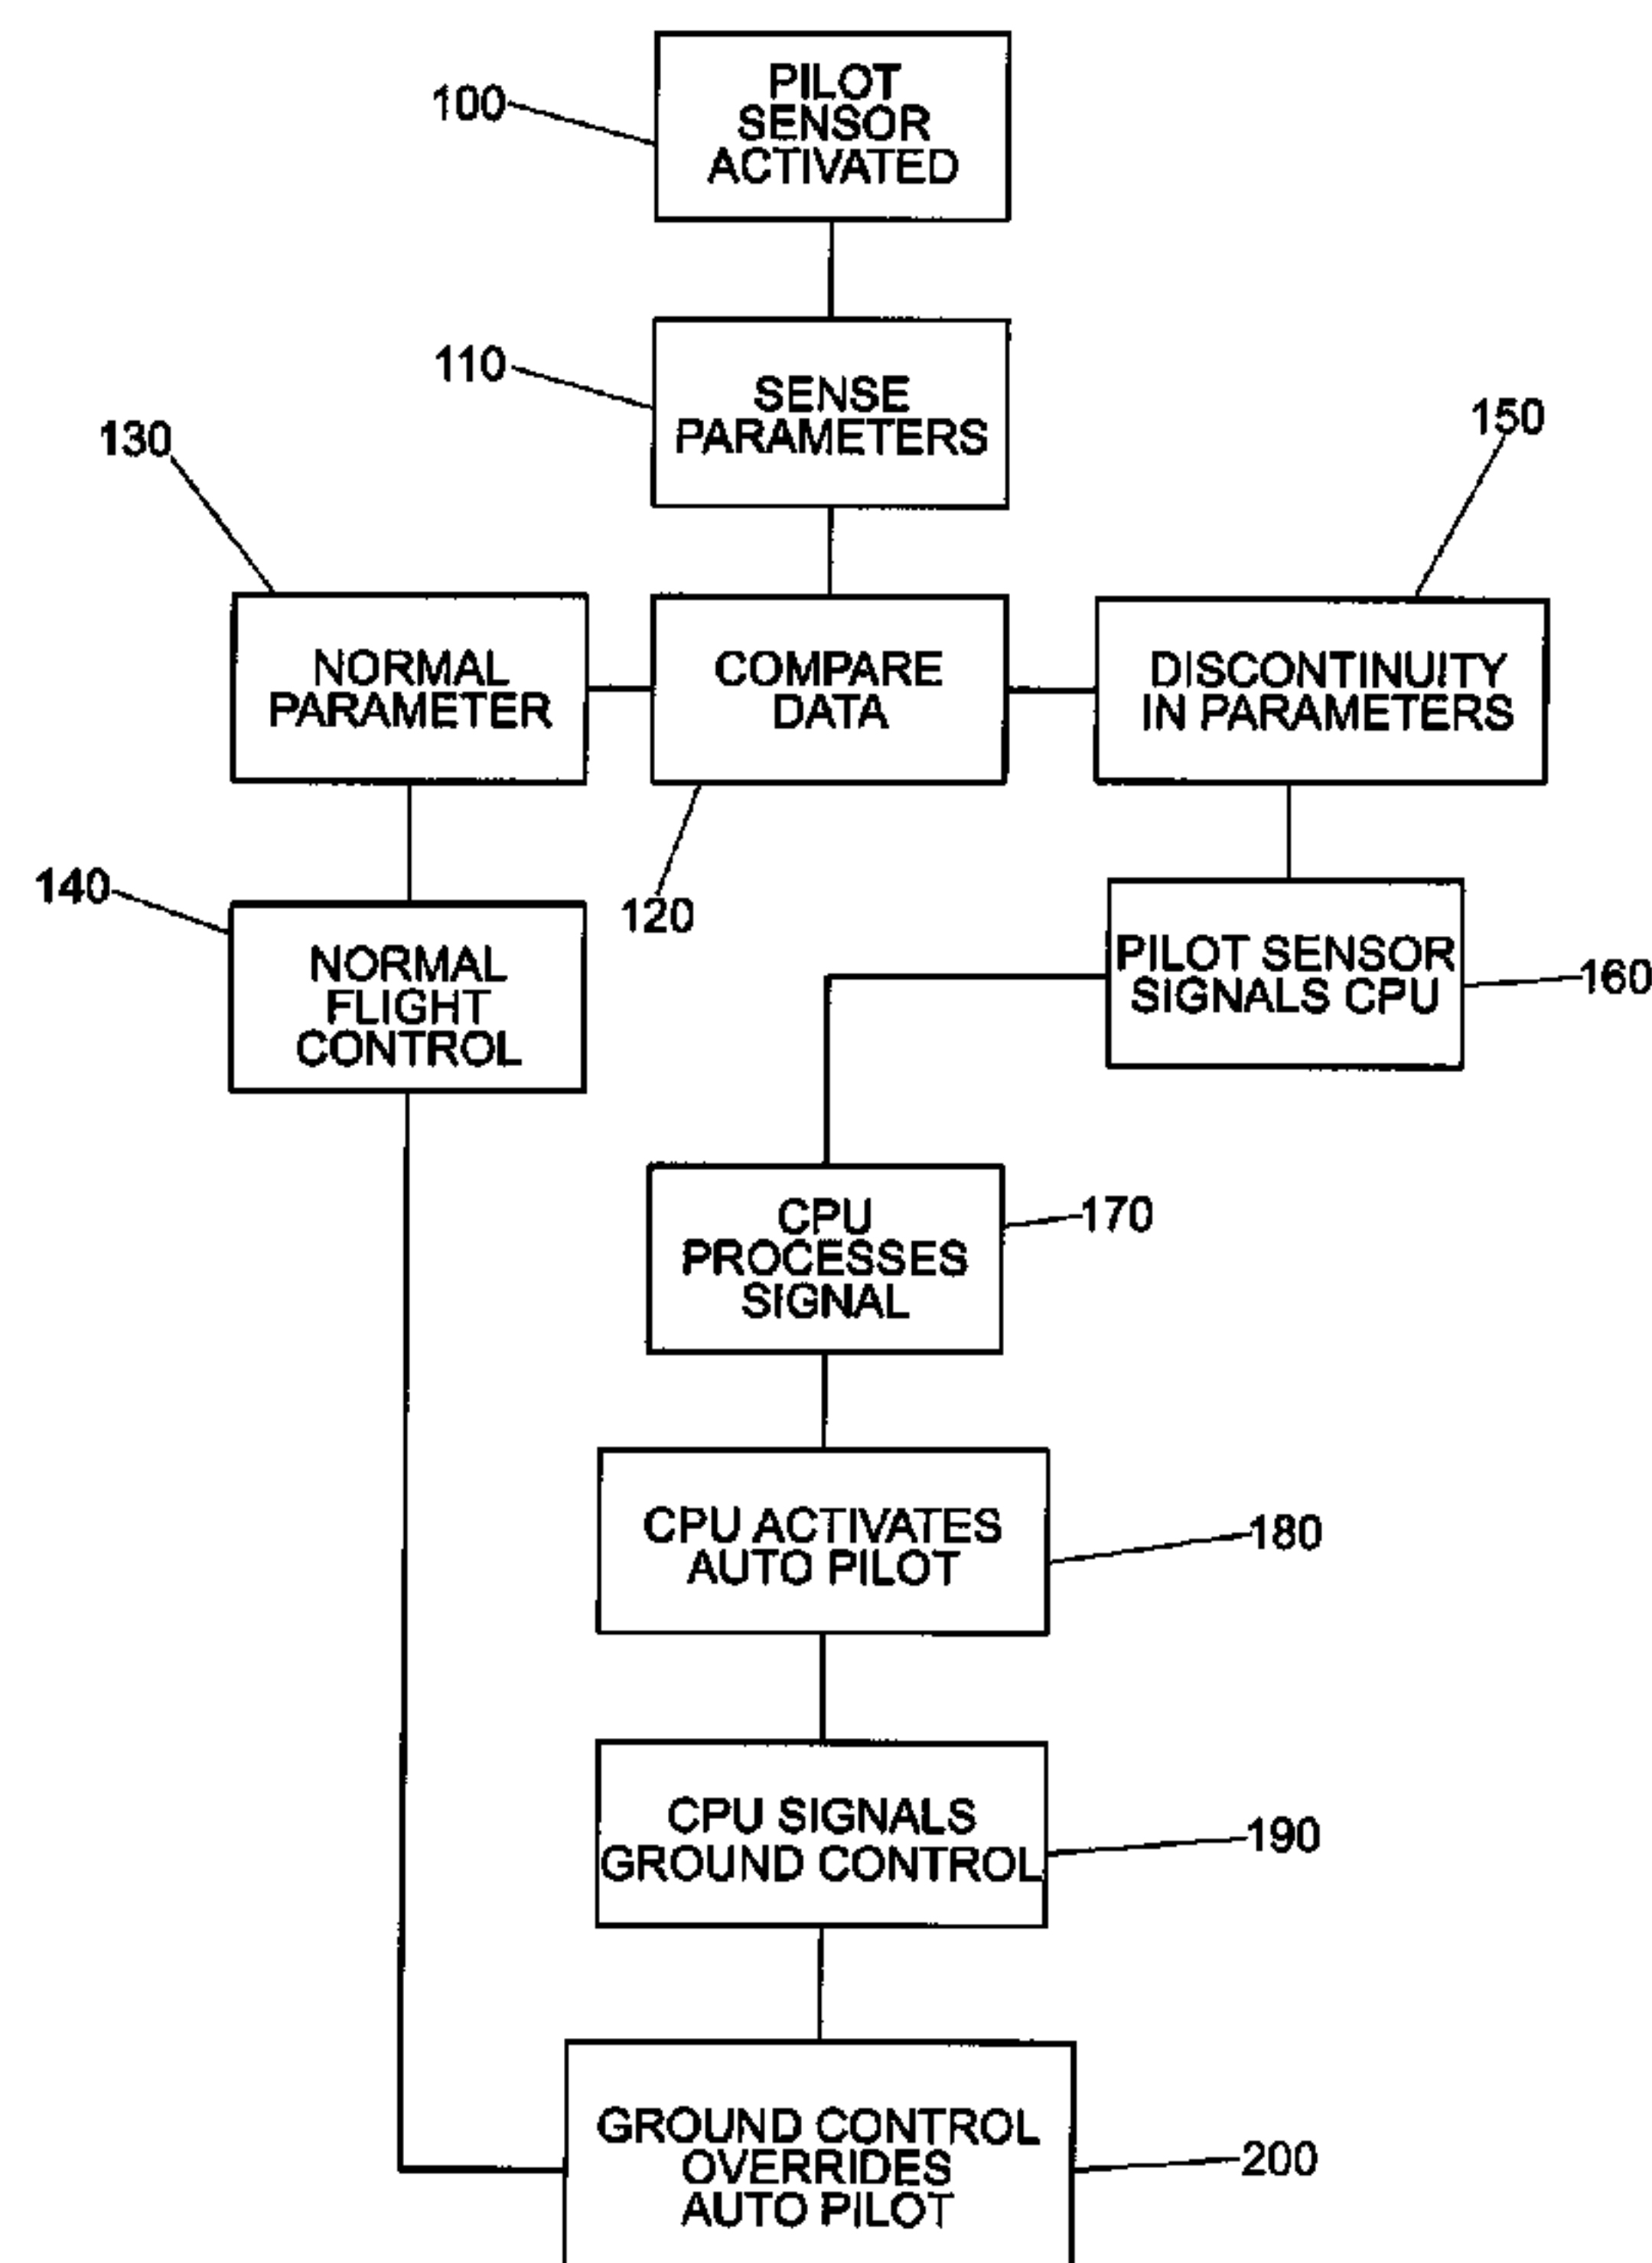 100
PILOT
SENSOR
ACTIVATED
110
SENSE
PARAMETERS
130
NORMAL
PARAMETER
COMPARE
DATA
120
150
DISCONTINUITY
IN PARAMETERS
140
NORMAL
FLIGHT
CONTROL
PILOT SENSOR
SIGNALS CPU
160
CPU
PROCESSES
SIGNAL
170
CPU ACTIVATES
AUTO PILOT
180
CPU SIGNALS
GROUND CONTROL
190
GROUND CONTROL
OVERRIDES
AUTO PILOT
200